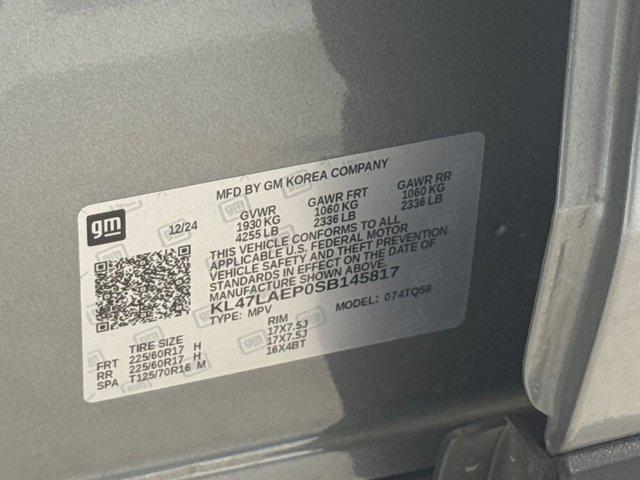 MFD BY GM KOREA COMPANY
gm
12/24
GVWR GAWR FRT GAWR RR
1930 KG 1060 KG 1060 KG
4255 LB 2336 LB 2336 LB
THIS VEHICLE CONFORMS TO ALL
APPLICABLE U.S. FEDERAL MOTOR
VEHICLE SAFETY AND THEFT PREVENTION
STANDARDS IN EFFECT ON THE DATE OF
MANUFACTURE SHOWN ABOVE.
KL47LAEP0SB145817
TYPE: MPV MODEL: 074TQ58
TIRE SIZE RIM
FRT 225/60R17 H 17X7.5J
RR 225/60R17 H 17X7.5J
SPA T125/70R16 M 16X4BT